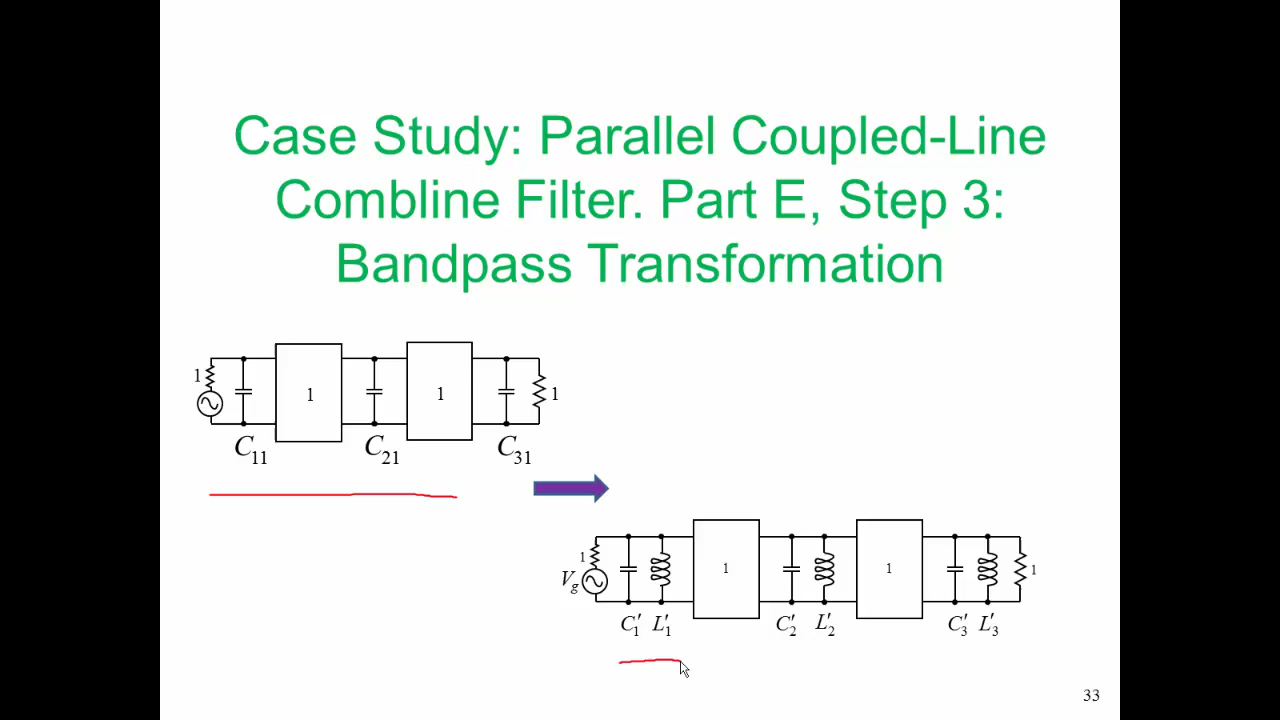 Case Study: Parallel Coupled-Line
Combline Filter. Part E, Step 3:
Bandpass Transformation
1 1 1 1
C11 C21 C31
1 1 1 1
Vg
C′1 L′1 C′2 L′2 C′3 L′3
33